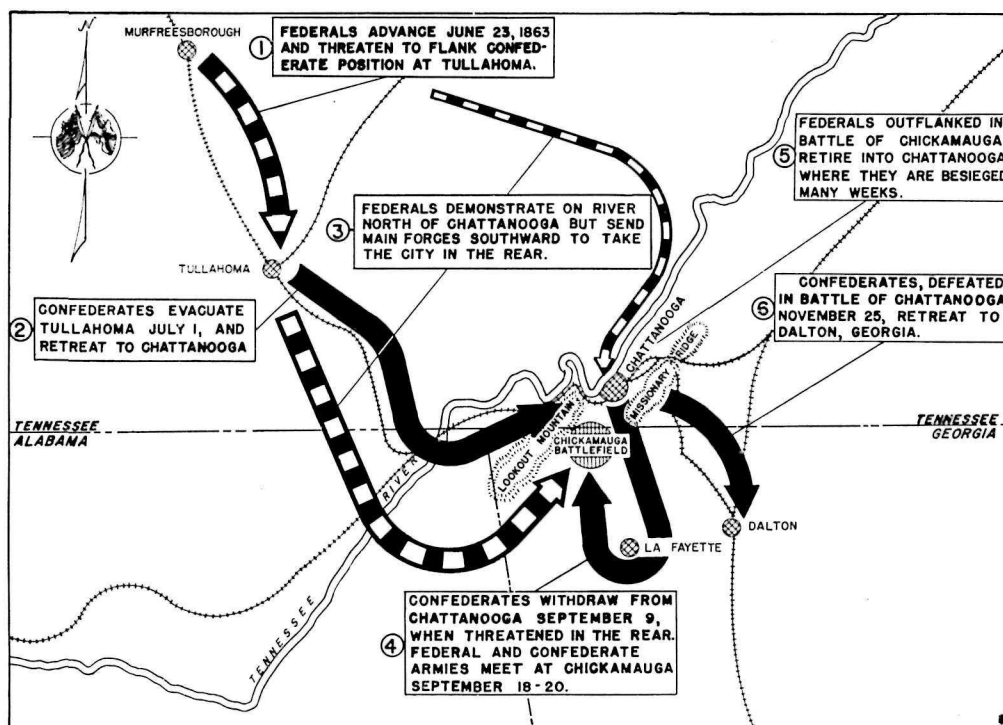 N
MURFREESBOROUGH
1
FEDERALS ADVANCE JUNE 23, 1863
AND THREATEN TO FLANK CONFED-
ERATE POSITION AT TULLAHOMA.
5
FEDERALS OUTFLANKED IN
BATTLE OF CHICKAMAUGA
RETIRE INTO CHATTANOOGA
WHERE THEY ARE BESIEGED
MANY WEEKS.
3
FEDERALS DEMONSTRATE ON RIVER
NORTH OF CHATTANOOGA BUT SEND
MAIN FORCES SOUTHWARD TO TAKE
THE CITY IN THE REAR.
TULLAHOMA
2
CONFEDERATES EVACUATE
TULLAHOMA JULY 1, AND
RETREAT TO CHATTANOOGA
6
CONFEDERATES, DEFEATED
IN BATTLE OF CHATTANOOGA
NOVEMBER 25, RETREAT TO
DALTON, GEORGIA.
CHATTANOOGA
MISSIONARY RIDGE
LOOKOUT MOUNTAIN
CHICKAMAUGA
BATTLEFIELD
TENNESSEE
ALABAMA
TENNESSEE
GEORGIA
TENNESSEE RIVER
DALTON
LA FAYETTE
4
CONFEDERATES WITHDRAW FROM
CHATTANOOGA SEPTEMBER 9,
WHEN THREATENED IN THE REAR.
FEDERAL AND CONFEDERATE
ARMIES MEET AT CHICKAMAUGA
SEPTEMBER 18-20.